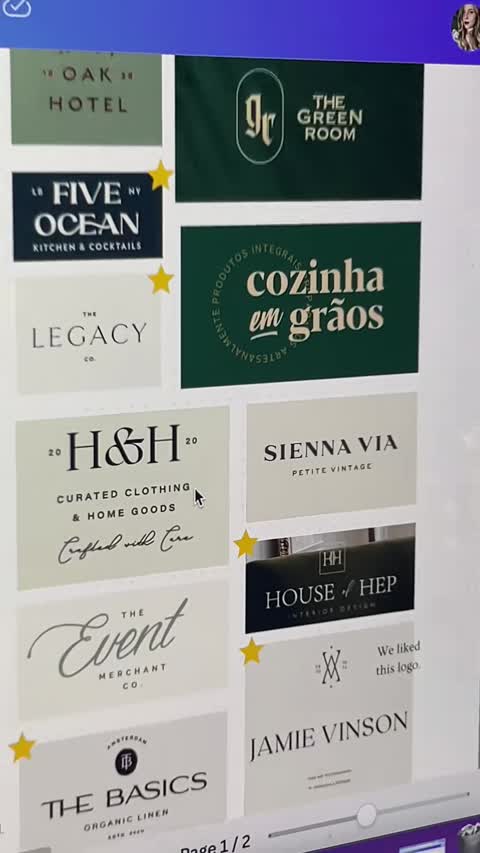 18 OAK 38
HOTEL
gr
THE
GREEN
ROOM
LB FIVE NY
OCEAN
KITCHEN & COCKTAILS
PRODUTOS INTEGRAIS
ARTESANALMENTE
cozinha
em grãos
THE
LEGACY
CO.
20 H&H 20
CURATED CLOTHING
& HOME GOODS
Crafted with Care
SIENNA VIA
PETITE VINTAGE
HH
HOUSE of HEP
INTERIOR DESIGN
THE
Event
MERCHANT
CO.
We liked
this logo.
JAMIE VINSON
AMSTERDAM
TB
THE BASICS
ORGANIC LINEN
ESTD 2020
Page 1 / 2